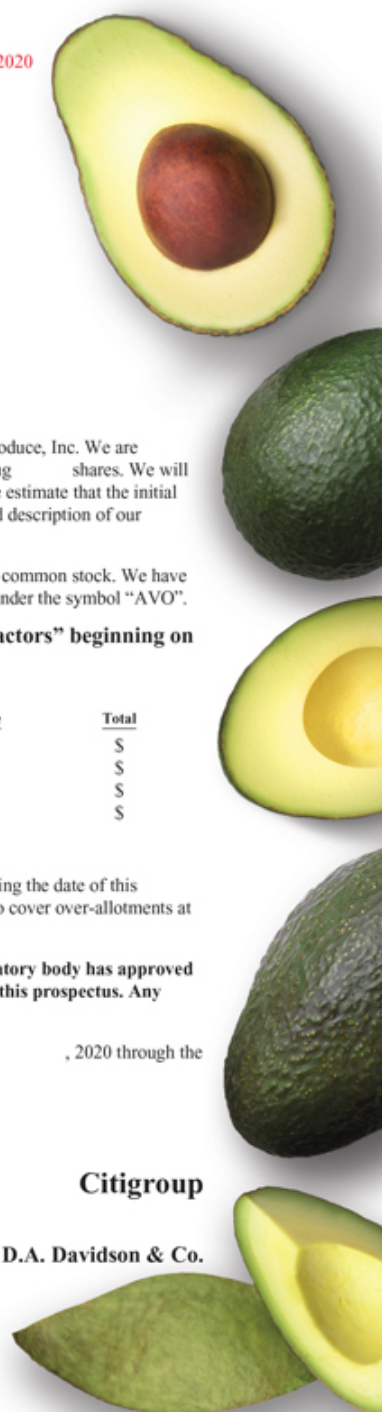 2020
oduce, Inc. We are
ng shares. We will
e estimate that the initial
d description of our
common stock. We have
under the symbol “AVO”.
actors” beginning on
Total
$
$
$
$
ing the date of this
o cover over-allotments at
atory body has approved
this prospectus. Any
, 2020 through the
Citigroup
D.A. Davidson & Co.